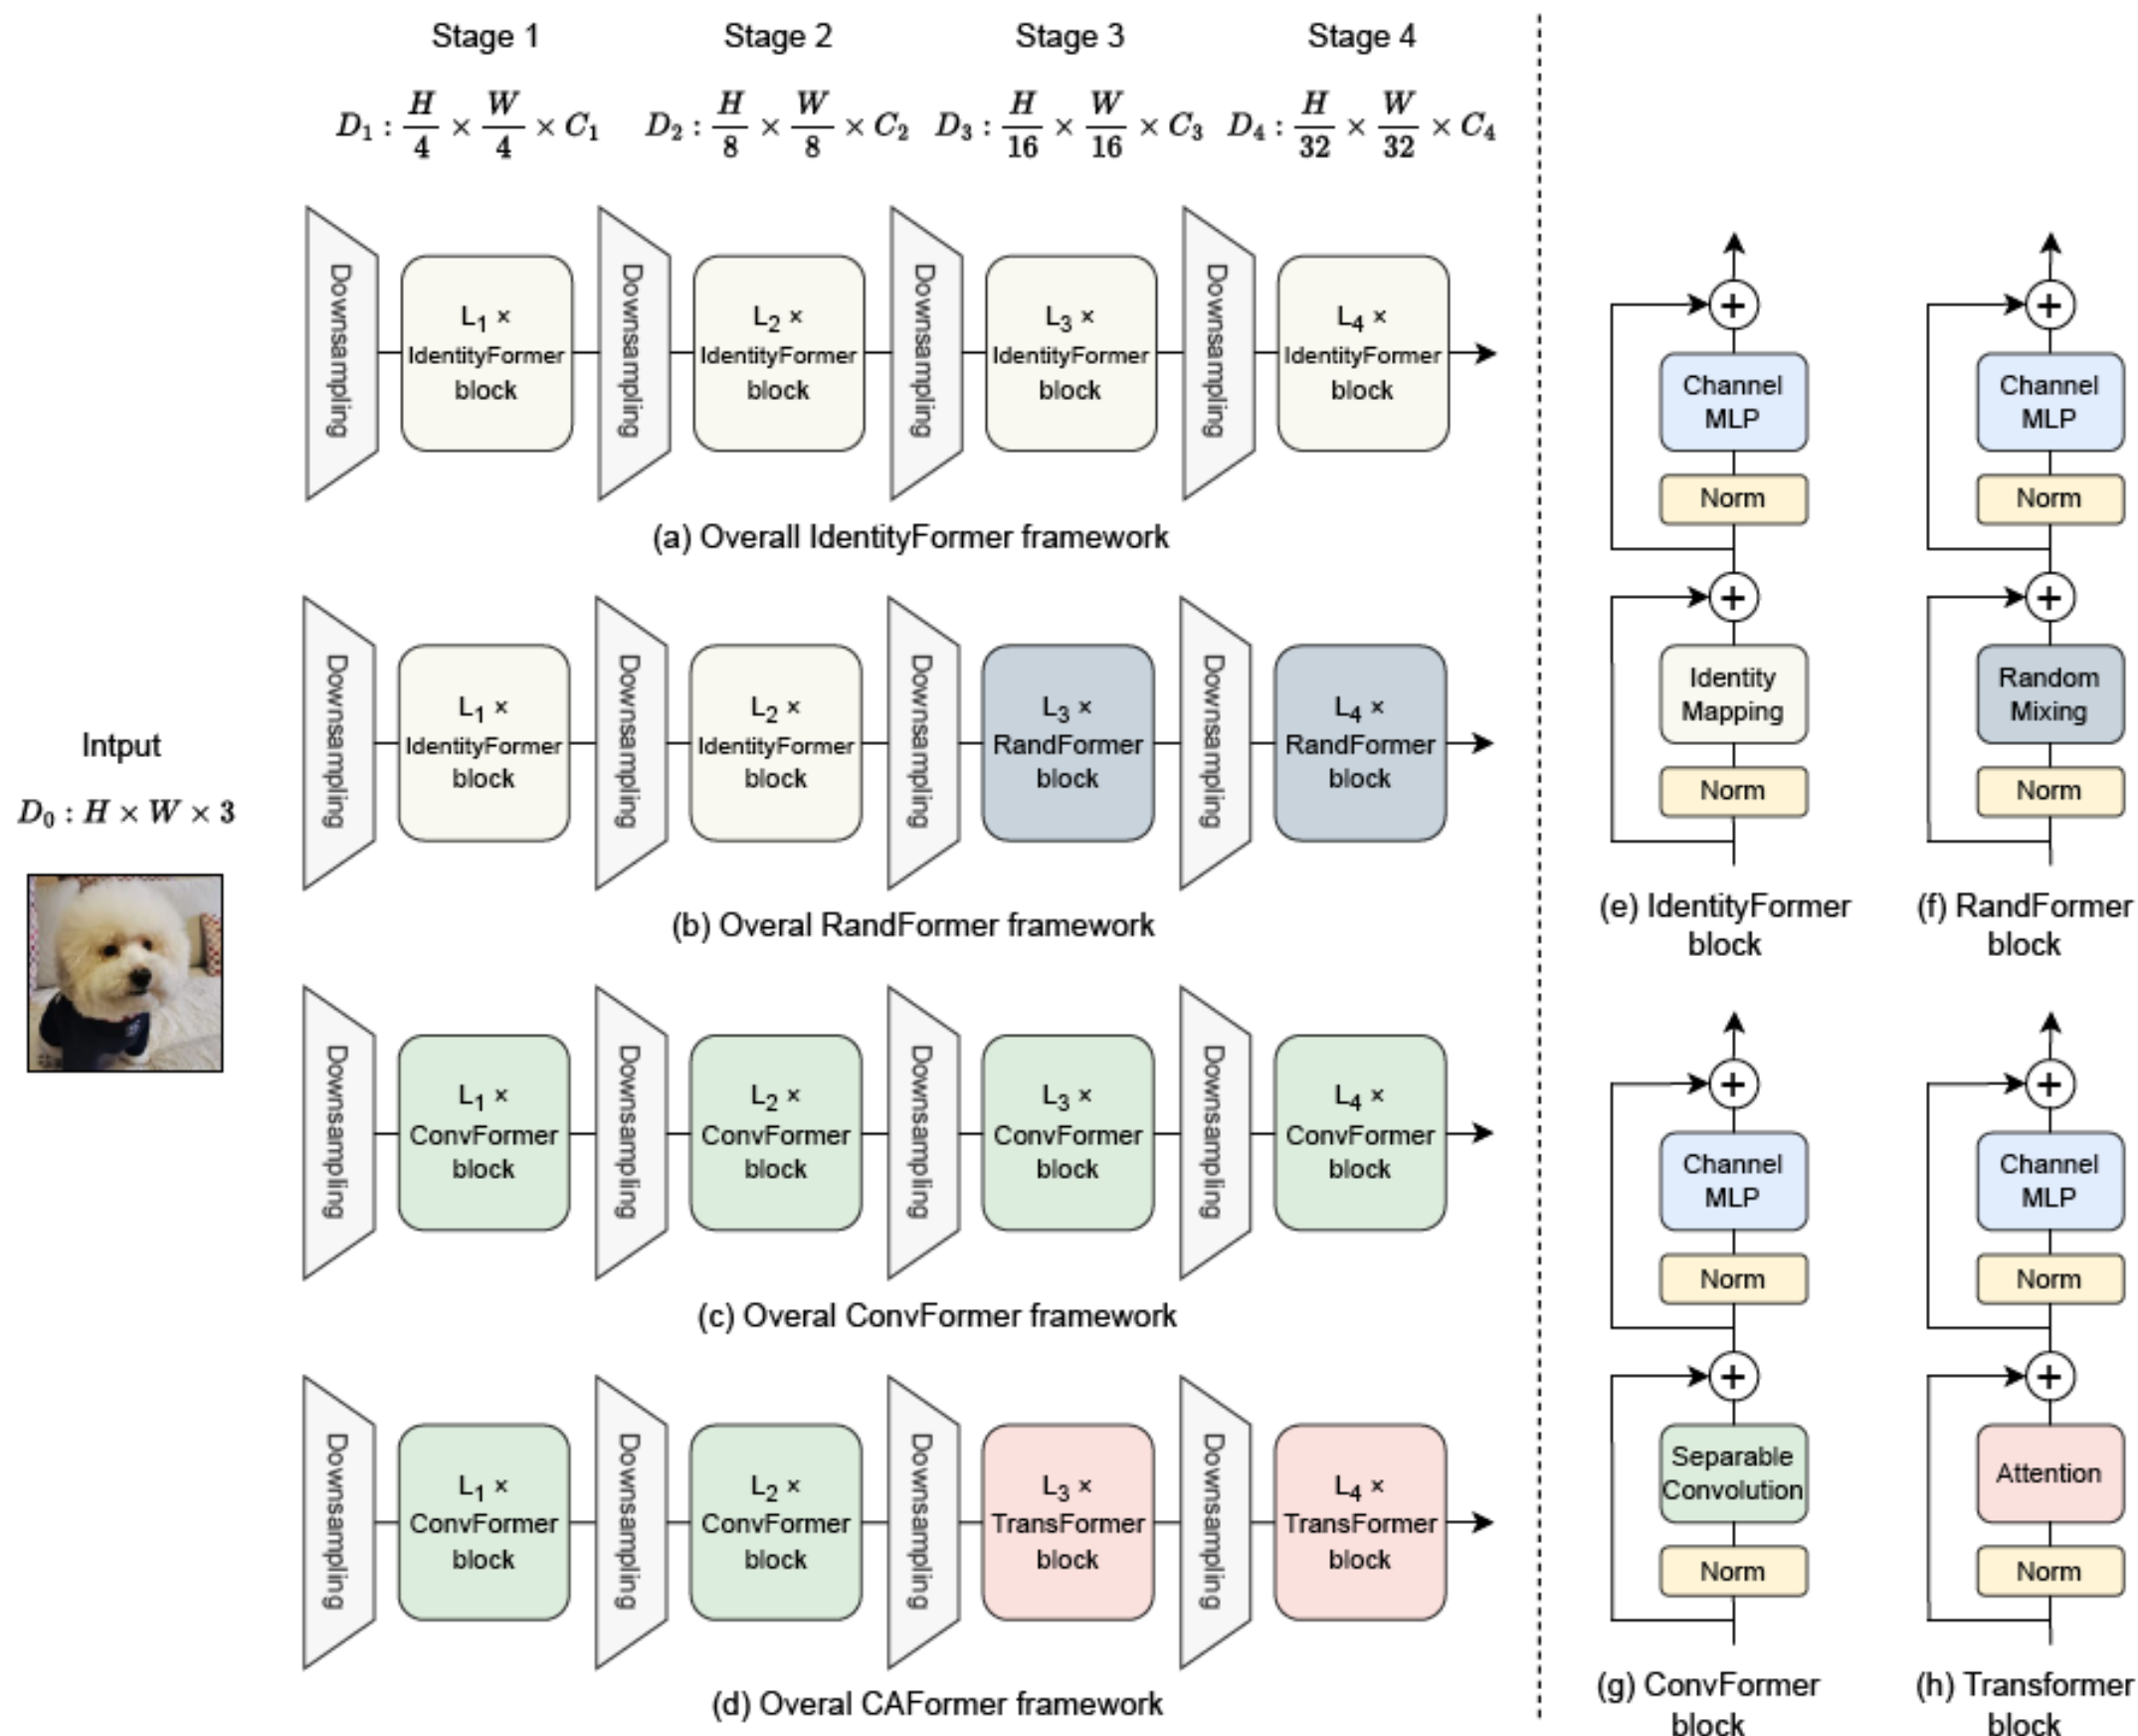 Stage 1
Stage 2
Stage 3
Stage 4
D₁ : H/4 × W/4 × C₁
D₂ : H/8 × W/8 × C₂
D₃ : H/16 × W/16 × C₃
D₄ : H/32 × W/32 × C₄
Downsampling
L₁ ×
IdentityFormer
block
Downsampling
L₂ ×
IdentityFormer
block
Downsampling
L₃ ×
IdentityFormer
block
Downsampling
L₄ ×
IdentityFormer
block
(a) Overall IdentityFormer framework
Intput
D₀ : H × W × 3
Downsampling
L₁ ×
IdentityFormer
block
Downsampling
L₂ ×
IdentityFormer
block
Downsampling
L₃ ×
RandFormer
block
Downsampling
L₄ ×
RandFormer
block
(b) Overal RandFormer framework
Downsampling
L₁ ×
ConvFormer
block
Downsampling
L₂ ×
ConvFormer
block
Downsampling
L₃ ×
ConvFormer
block
Downsampling
L₄ ×
ConvFormer
block
(c) Overal ConvFormer framework
Downsampling
L₁ ×
ConvFormer
block
Downsampling
L₂ ×
ConvFormer
block
Downsampling
L₃ ×
TransFormer
block
Downsampling
L₄ ×
TransFormer
block
(d) Overal CAFormer framework
+
Channel
MLP
Norm
+
Identity
Mapping
Norm
(e) IdentityFormer
block
+
Channel
MLP
Norm
+
Random
Mixing
Norm
(f) RandFormer
block
+
Channel
MLP
Norm
+
Separable
Convolution
Norm
(g) ConvFormer
block
+
Channel
MLP
Norm
+
Attention
Norm
(h) Transformer
block